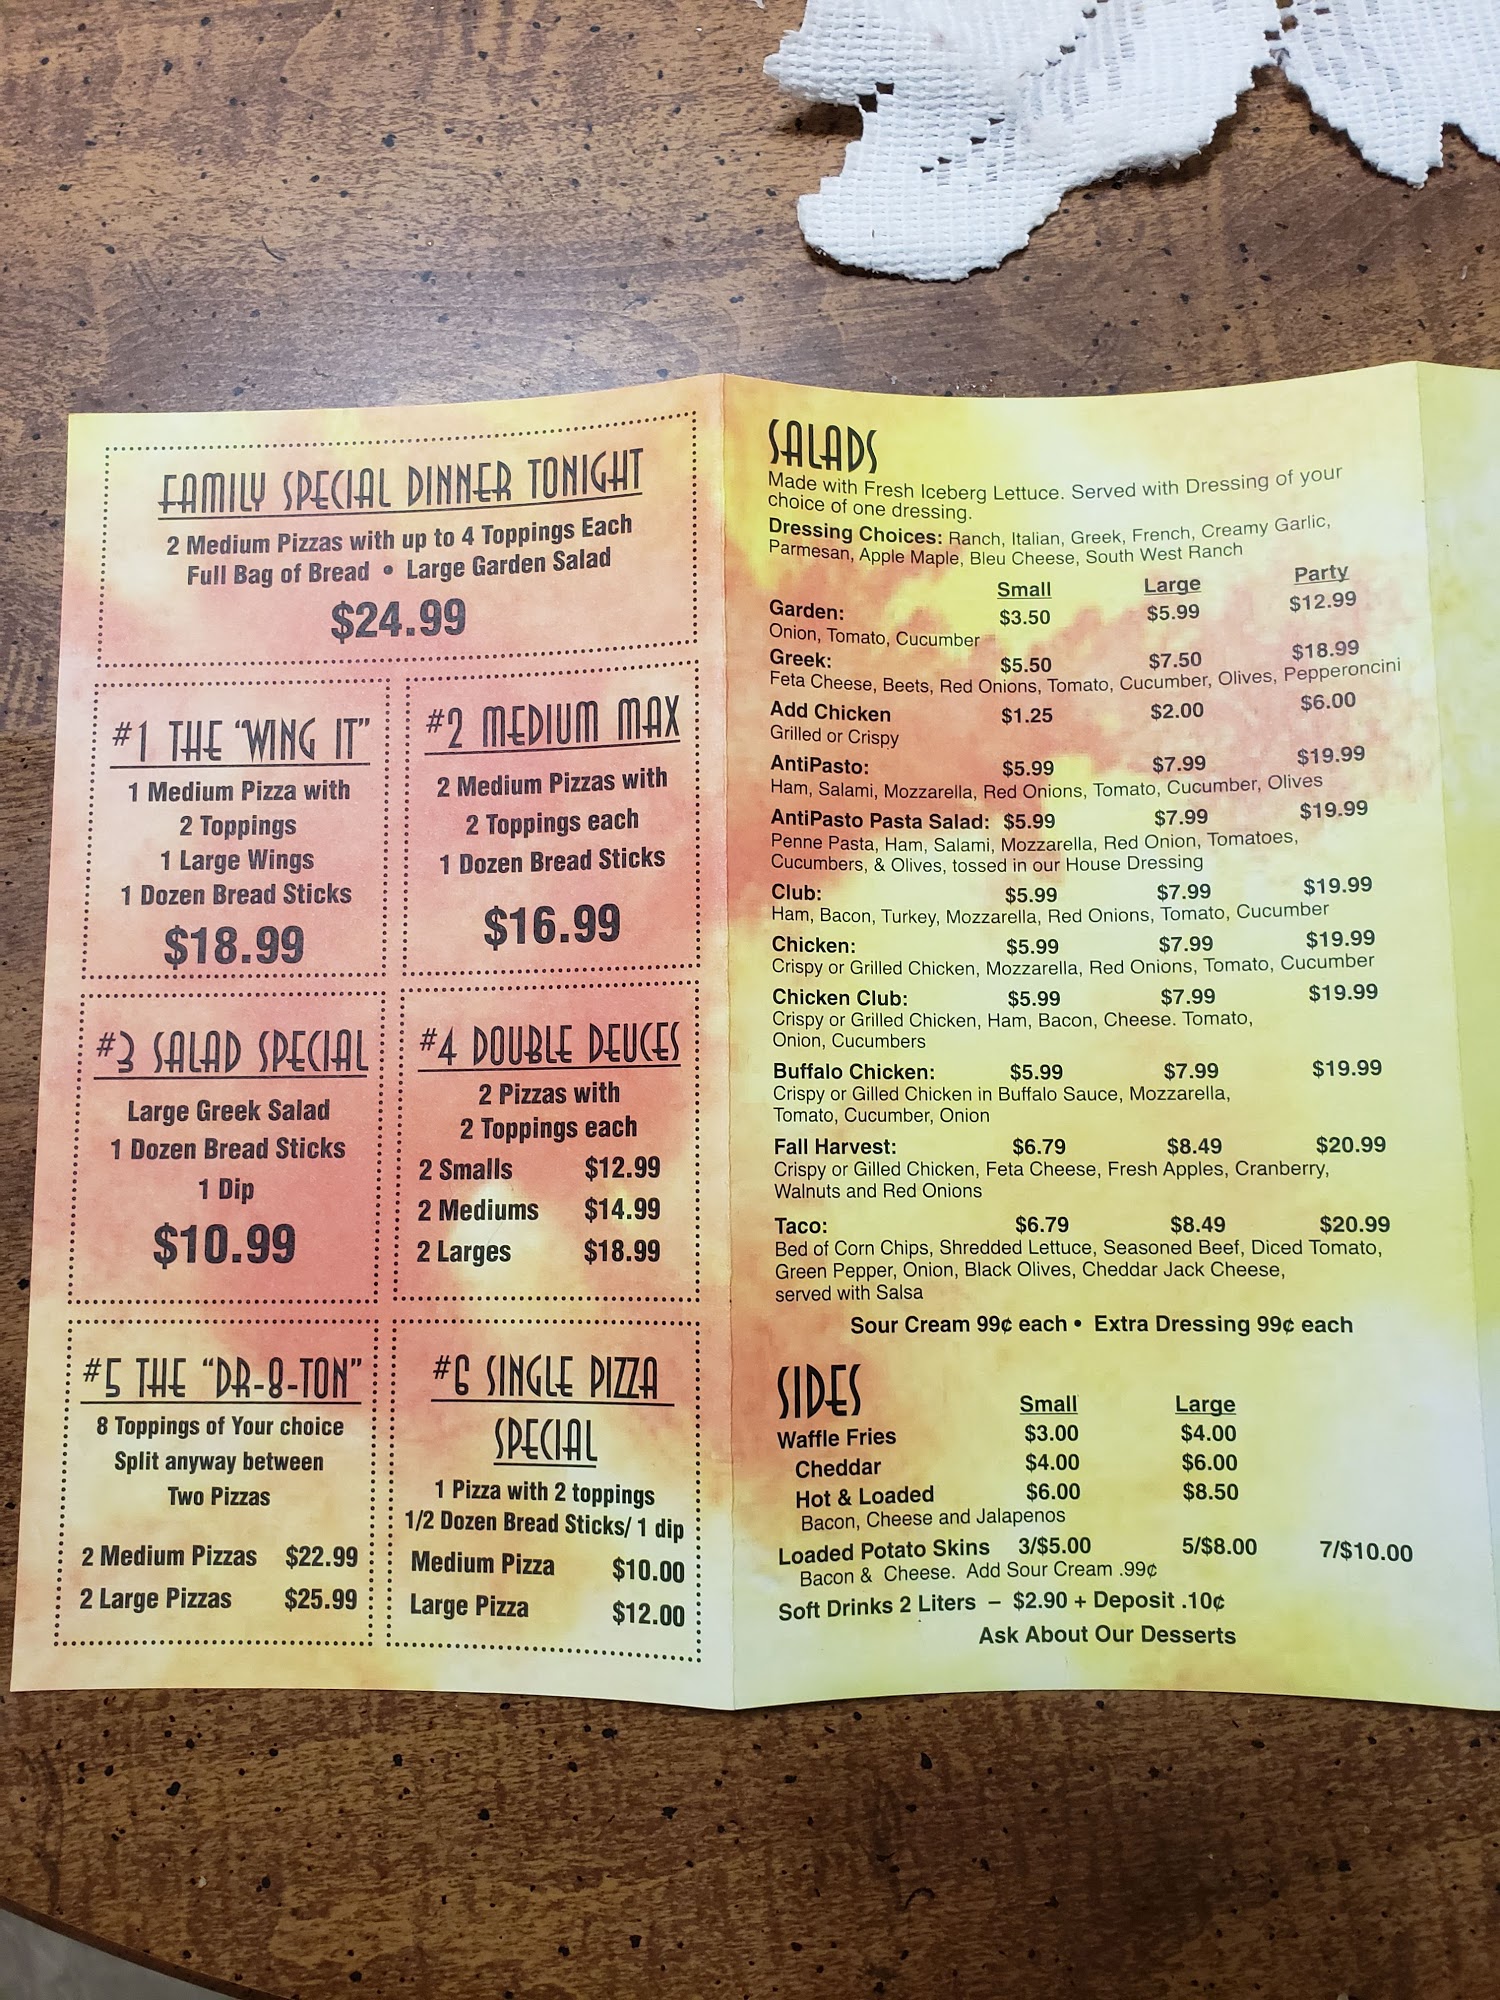 FAMILY SPECIAL DINNER TONIGHT
2 Medium Pizzas with up to 4 Toppings Each
Full Bag of Bread • Large Garden Salad
$24.99
#1 THE "WING IT"
1 Medium Pizza with
2 Toppings
1 Large Wings
1 Dozen Bread Sticks
$18.99
#2 MEDIUM MAX
2 Medium Pizzas with
2 Toppings each
1 Dozen Bread Sticks
$16.99
#3 SALAD SPECIAL
Large Greek Salad
1 Dozen Bread Sticks
1 Dip
$10.99
#4 DOUBLE DEUCES
2 Pizzas with
2 Toppings each
2 Smalls $12.99
2 Mediums $14.99
2 Larges $18.99
#5 THE "DR-8-TON"
8 Toppings of Your choice
Split anyway between
Two Pizzas
2 Medium Pizzas $22.99
2 Large Pizzas $25.99
#6 SINGLE PIZZA
SPECIAL
1 Pizza with 2 toppings
1/2 Dozen Bread Sticks/ 1 dip
Medium Pizza $10.00
Large Pizza $12.00
SALADS
Made with Fresh Iceberg Lettuce. Served with Dressing of your
choice of one dressing.
Dressing Choices: Ranch, Italian, Greek, French, Creamy Garlic,
Parmesan, Apple Maple, Bleu Cheese, South West Ranch
Small Large Party
Garden: $3.50 $5.99 $12.99
Onion, Tomato, Cucumber
Greek: $5.50 $7.50 $18.99
Feta Cheese, Beets, Red Onions, Tomato, Cucumber, Olives, Pepperoncini
Add Chicken $1.25 $2.00 $6.00
Grilled or Crispy
AntiPasto: $5.99 $7.99 $19.99
Ham, Salami, Mozzarella, Red Onions, Tomato, Cucumber, Olives
AntiPasto Pasta Salad: $5.99 $7.99 $19.99
Penne Pasta, Ham, Salami, Mozzarella, Red Onion, Tomatoes,
Cucumbers, & Olives, tossed in our House Dressing
Club: $5.99 $7.99 $19.99
Ham, Bacon, Turkey, Mozzarella, Red Onions, Tomato, Cucumber
Chicken: $5.99 $7.99 $19.99
Crispy or Grilled Chicken, Mozzarella, Red Onions, Tomato, Cucumber
Chicken Club: $5.99 $7.99 $19.99
Crispy or Grilled Chicken, Ham, Bacon, Cheese. Tomato,
Onion, Cucumbers
Buffalo Chicken: $5.99 $7.99 $19.99
Crispy or Gilled Chicken in Buffalo Sauce, Mozzarella,
Tomato, Cucumber, Onion
Fall Harvest: $6.79 $8.49 $20.99
Crispy or Gilled Chicken, Feta Cheese, Fresh Apples, Cranberry,
Walnuts and Red Onions
Taco: $6.79 $8.49 $20.99
Bed of Corn Chips, Shredded Lettuce, Seasoned Beef, Diced Tomato,
Green Pepper, Onion, Black Olives, Cheddar Jack Cheese,
served with Salsa
Sour Cream 99¢ each • Extra Dressing 99¢ each
SIDES
Small Large
Waffle Fries $3.00 $4.00
Cheddar $4.00 $6.00
Hot & Loaded $6.00 $8.50
Bacon, Cheese and Jalapenos
Loaded Potato Skins 3/$5.00 5/$8.00 7/$10.00
Bacon & Cheese. Add Sour Cream .99¢
Soft Drinks 2 Liters – $2.90 + Deposit .10¢
Ask About Our Desserts